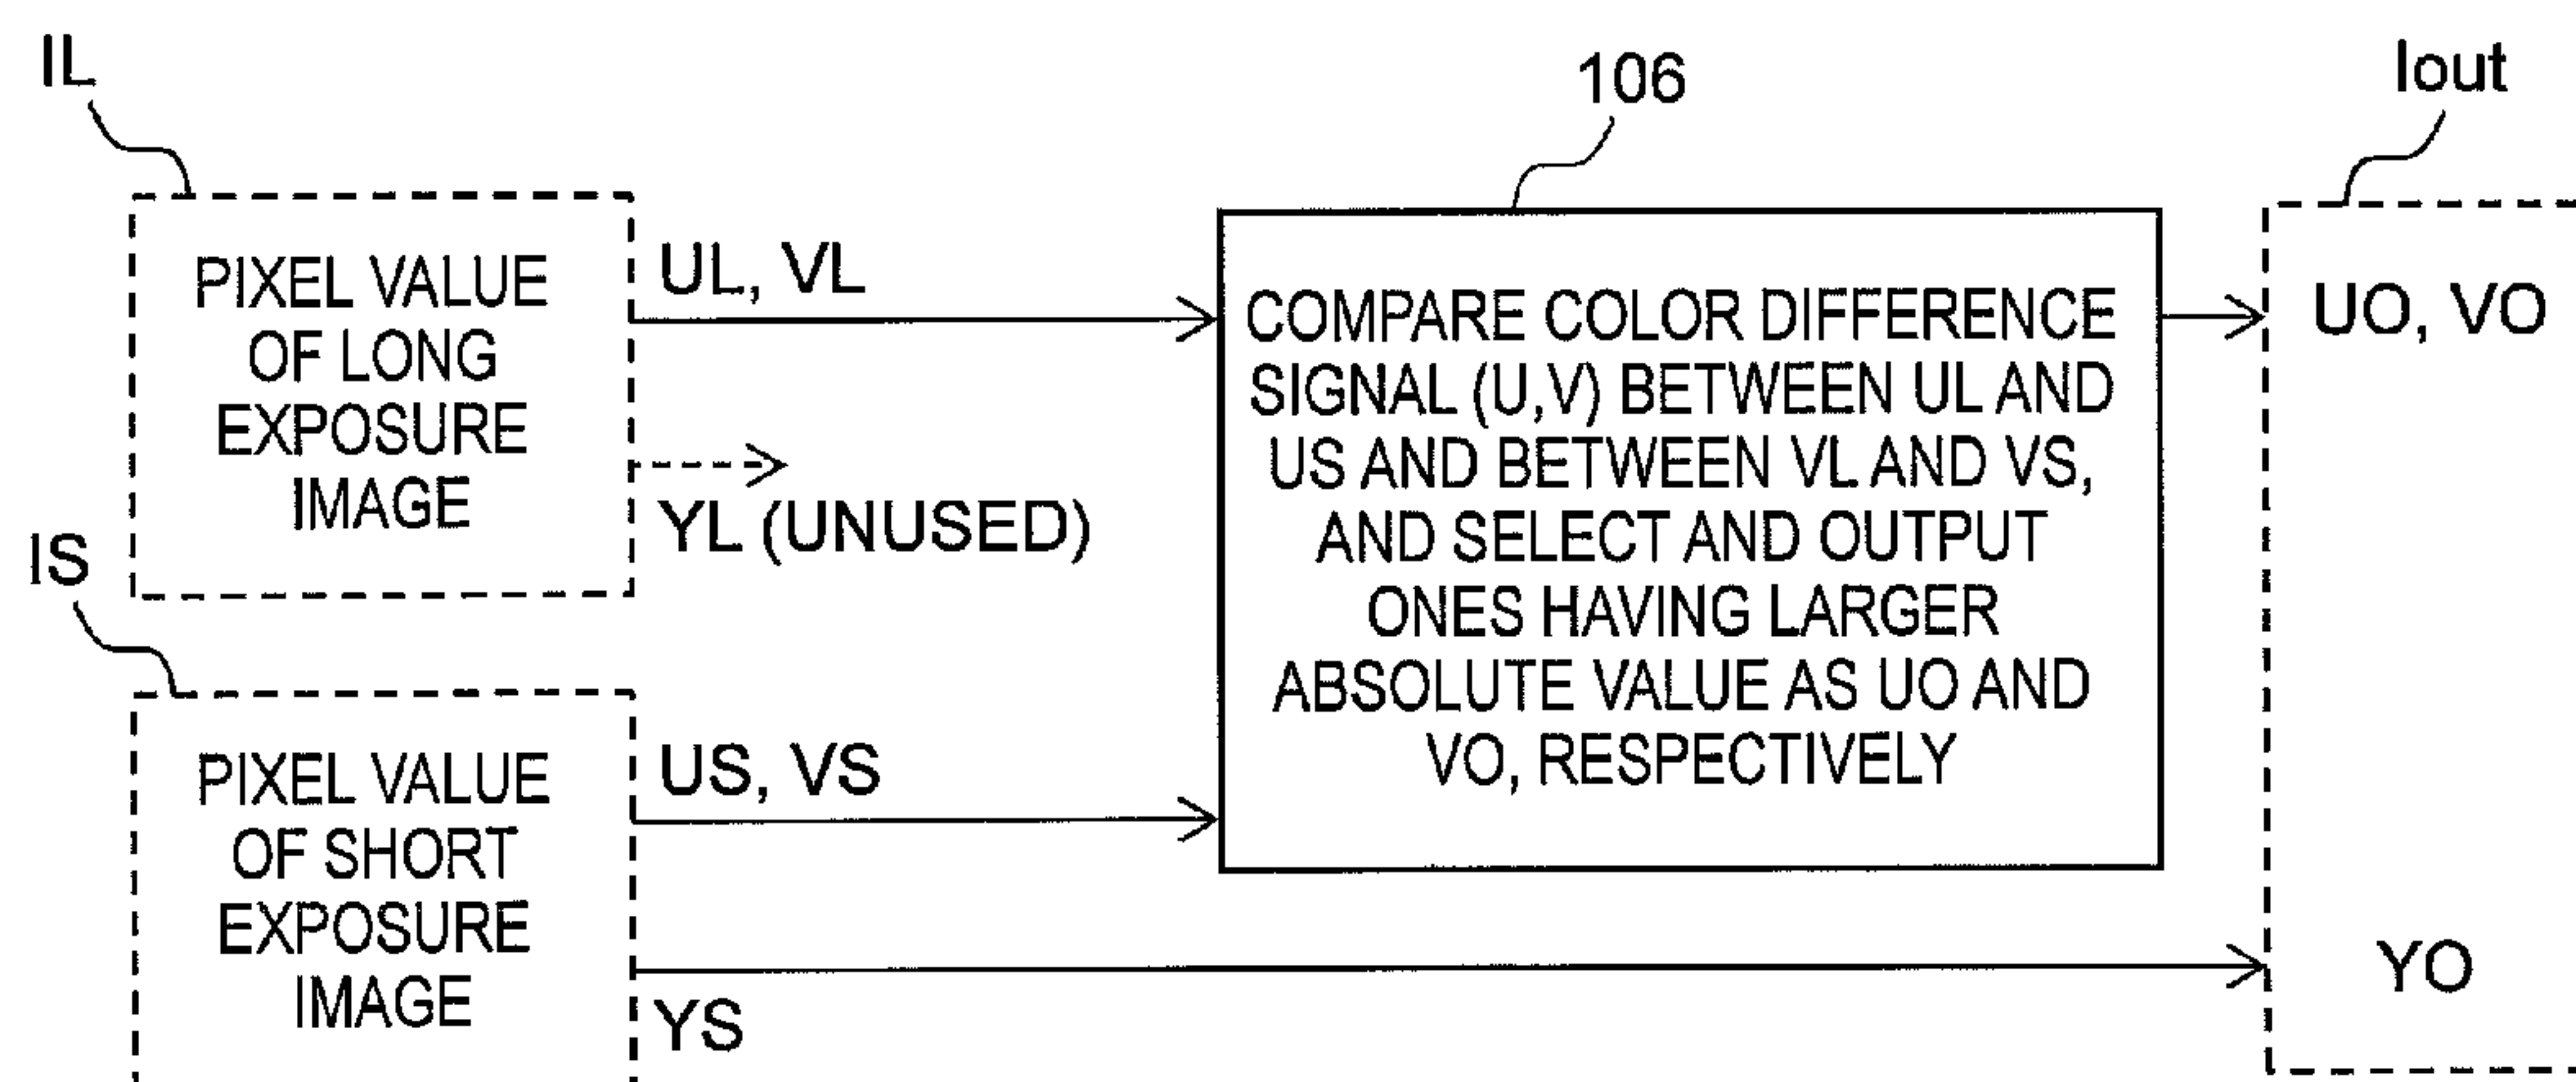 IL
106
Iout
PIXEL VALUE
OF LONG
EXPOSURE
IMAGE
UL, VL
YL (UNUSED)
COMPARE COLOR DIFFERENCE
SIGNAL (U,V) BETWEEN UL AND
US AND BETWEEN VL AND VS,
AND SELECT AND OUTPUT
ONES HAVING LARGER
ABSOLUTE VALUE AS UO AND
VO, RESPECTIVELY
UO, VO
IS
PIXEL VALUE
OF SHORT
EXPOSURE
IMAGE
US, VS
YS
YO